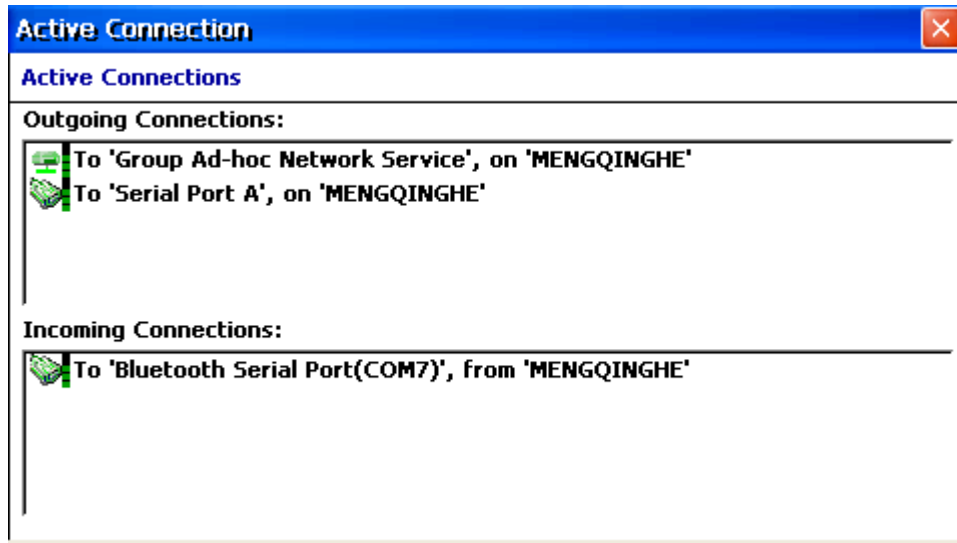 Active Connection
Active Connections
Outgoing Connections:
To 'Group Ad-hoc Network Service', on 'MENGQINGHE'
To 'Serial Port A', on 'MENGQINGHE'
Incoming Connections:
To 'Bluetooth Serial Port(COM7)', from 'MENGQINGHE'